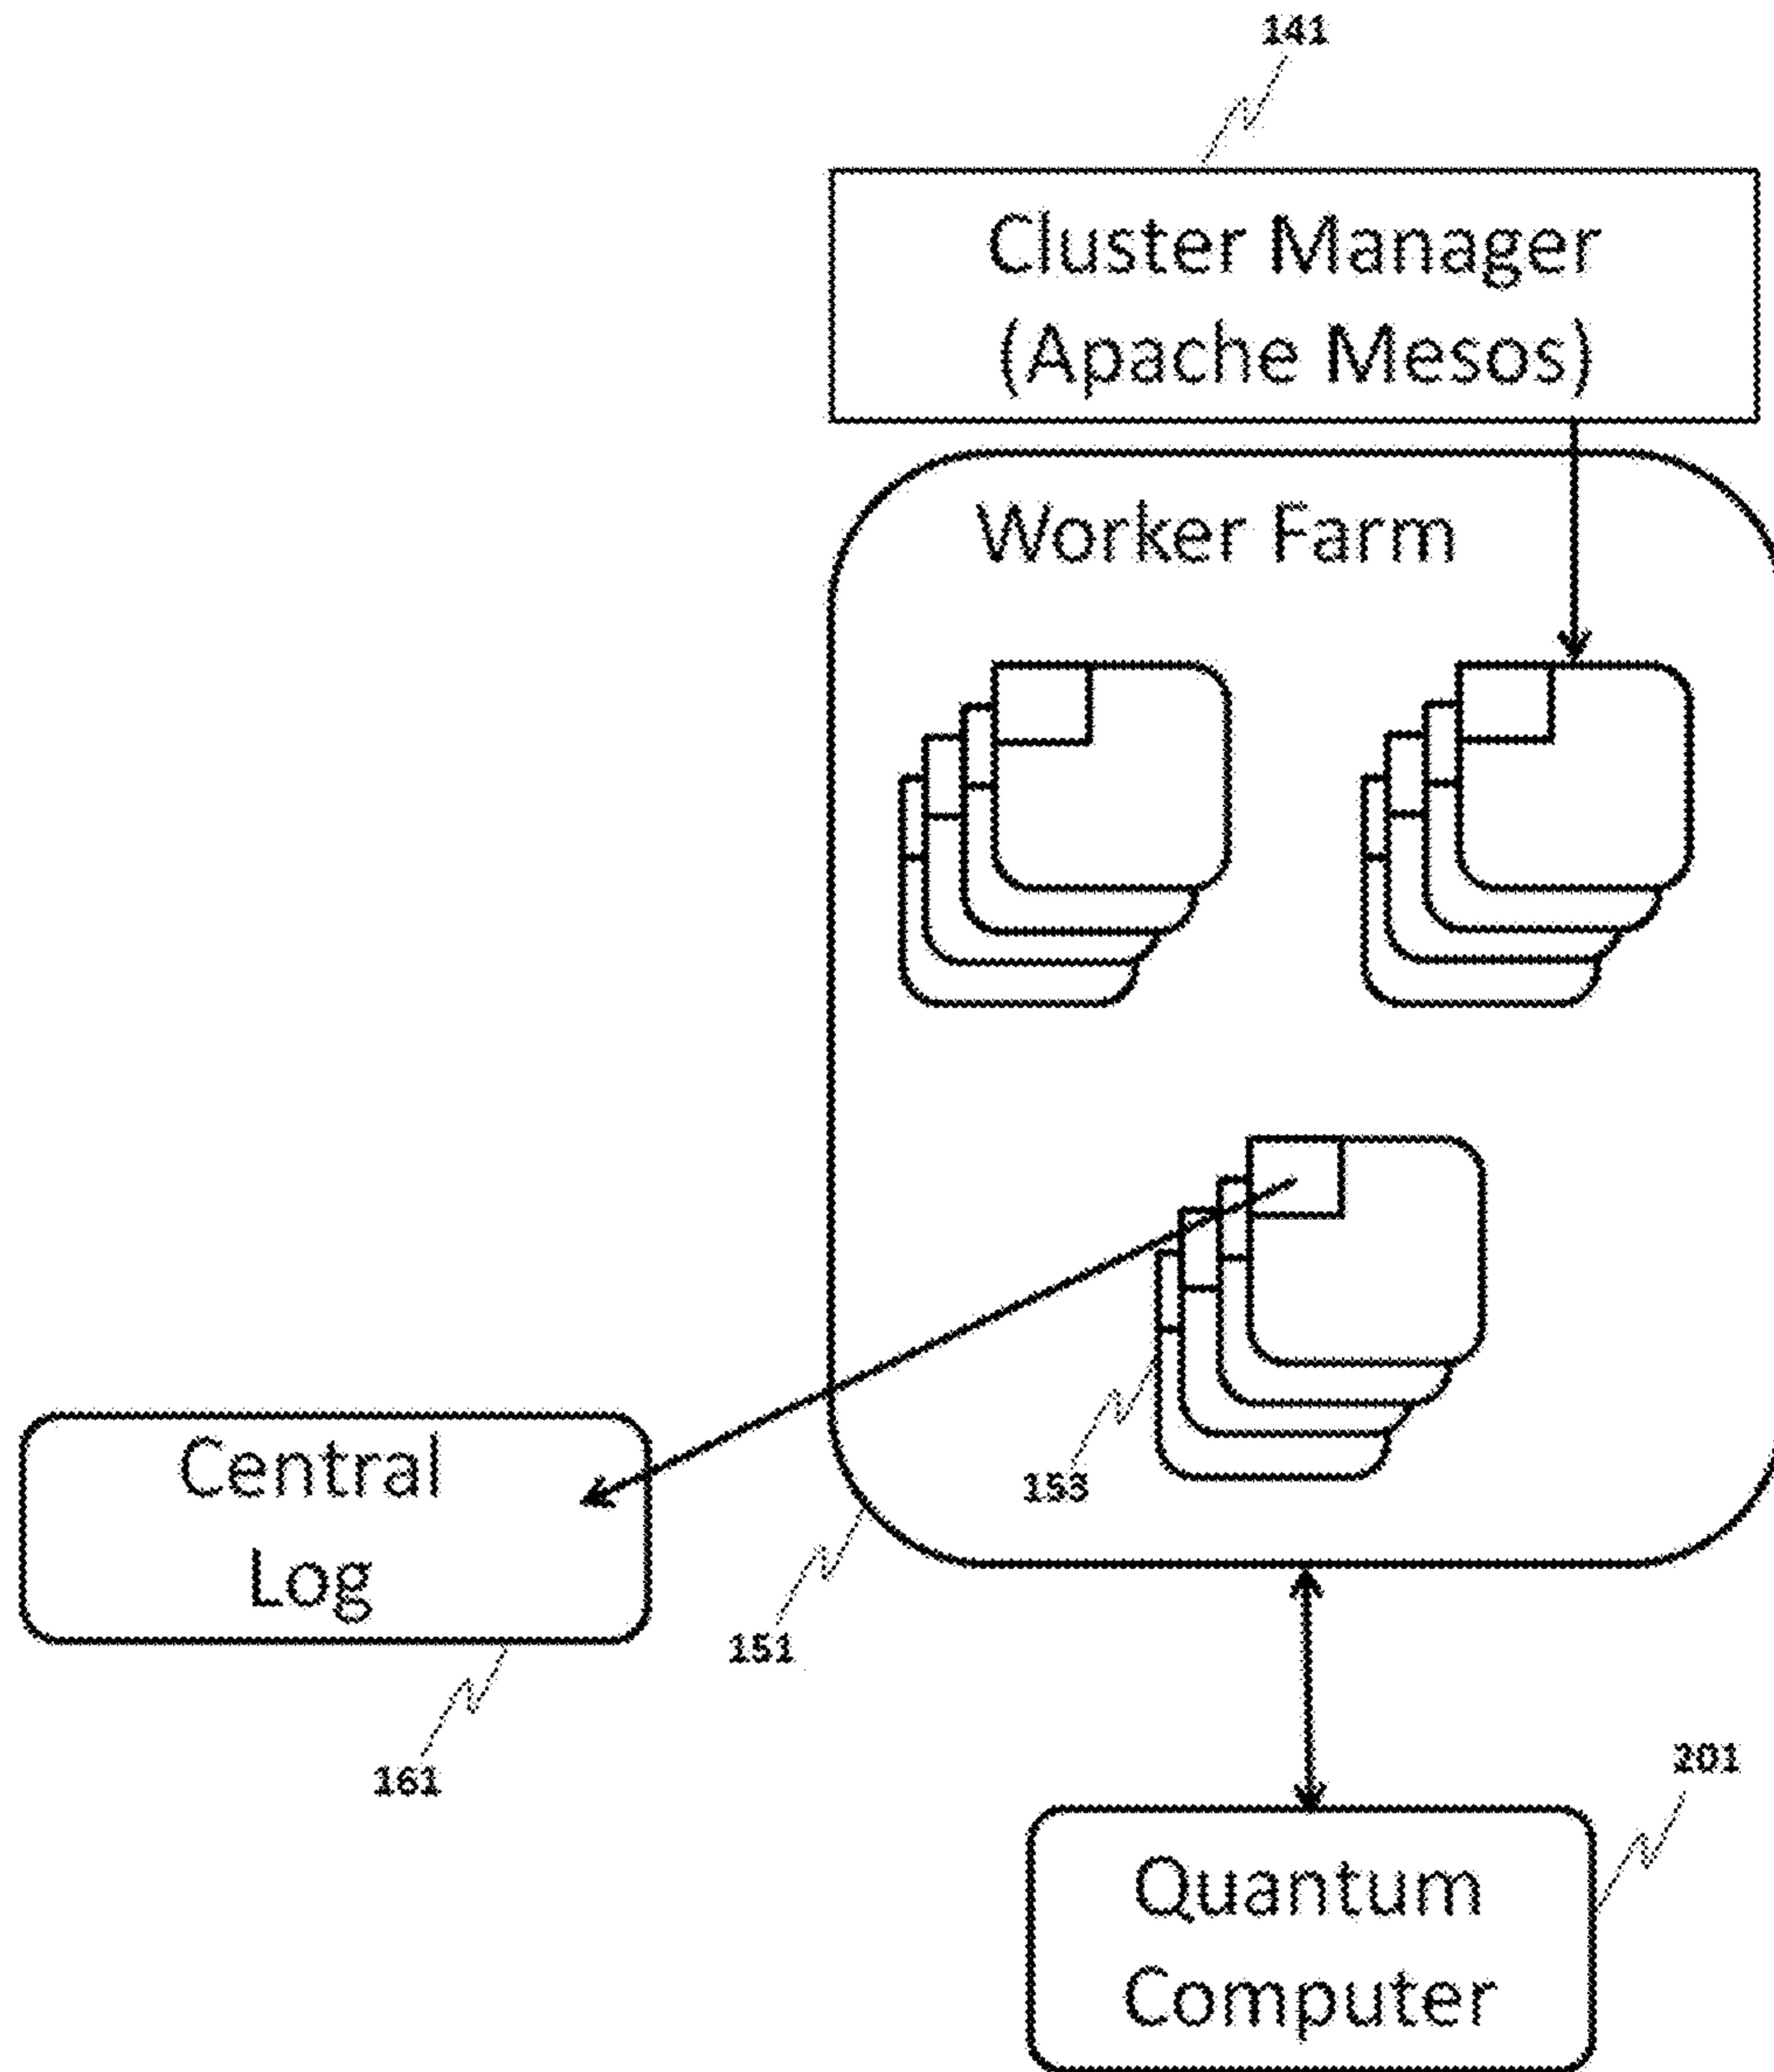 141
Cluster Manager
(Apache Mesos)
Worker Farm
153
Central
Log
151
161
201
Quantum
Computer